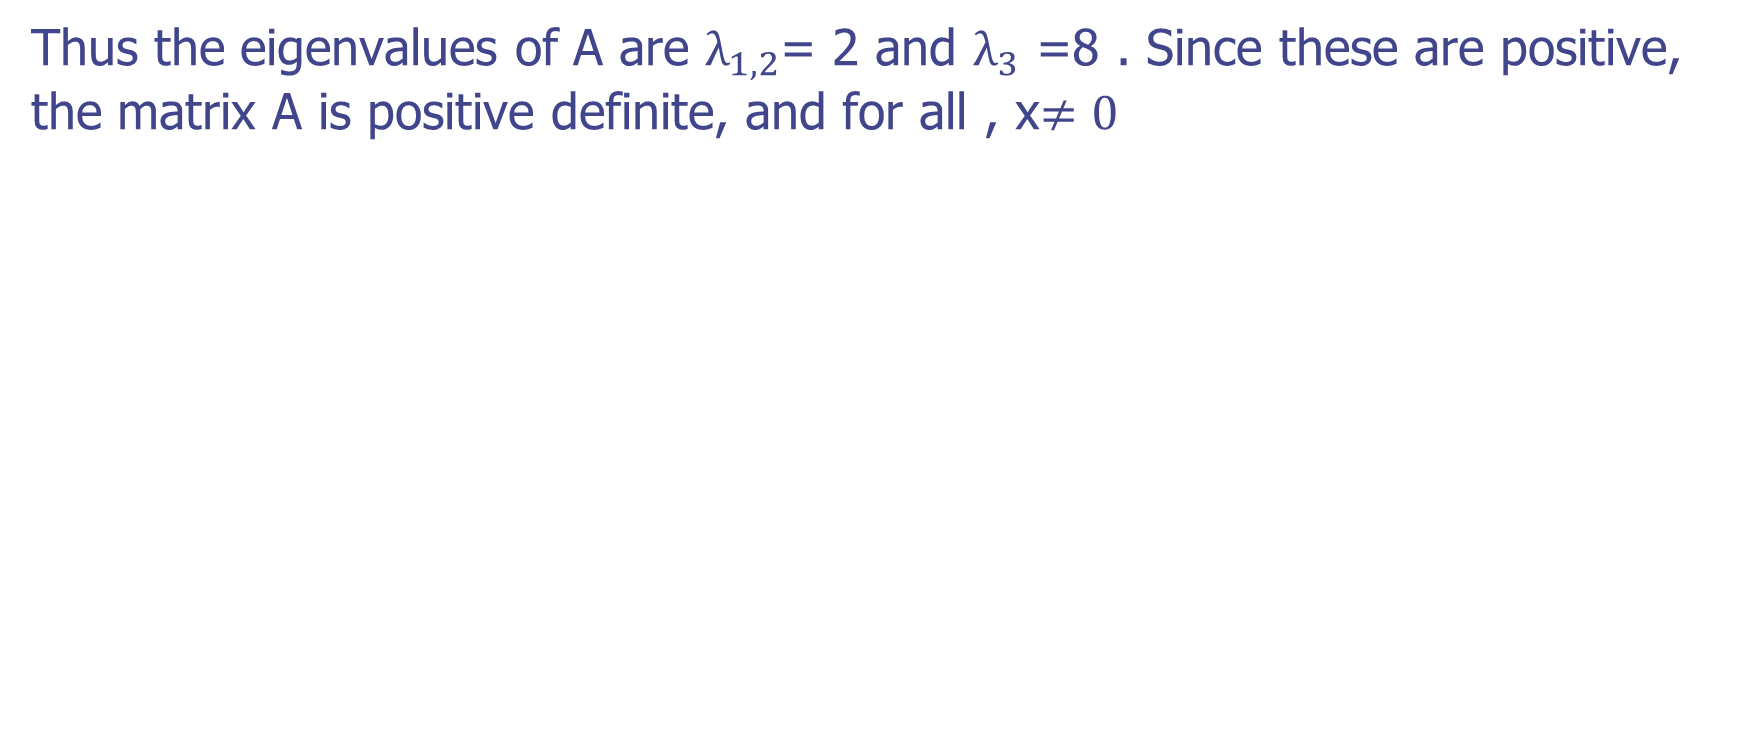 Thus the eigenvalues of A are λ₁,₂= 2 and λ₃ =8 . Since these are positive,
the matrix A is positive definite, and for all , x≠ 0